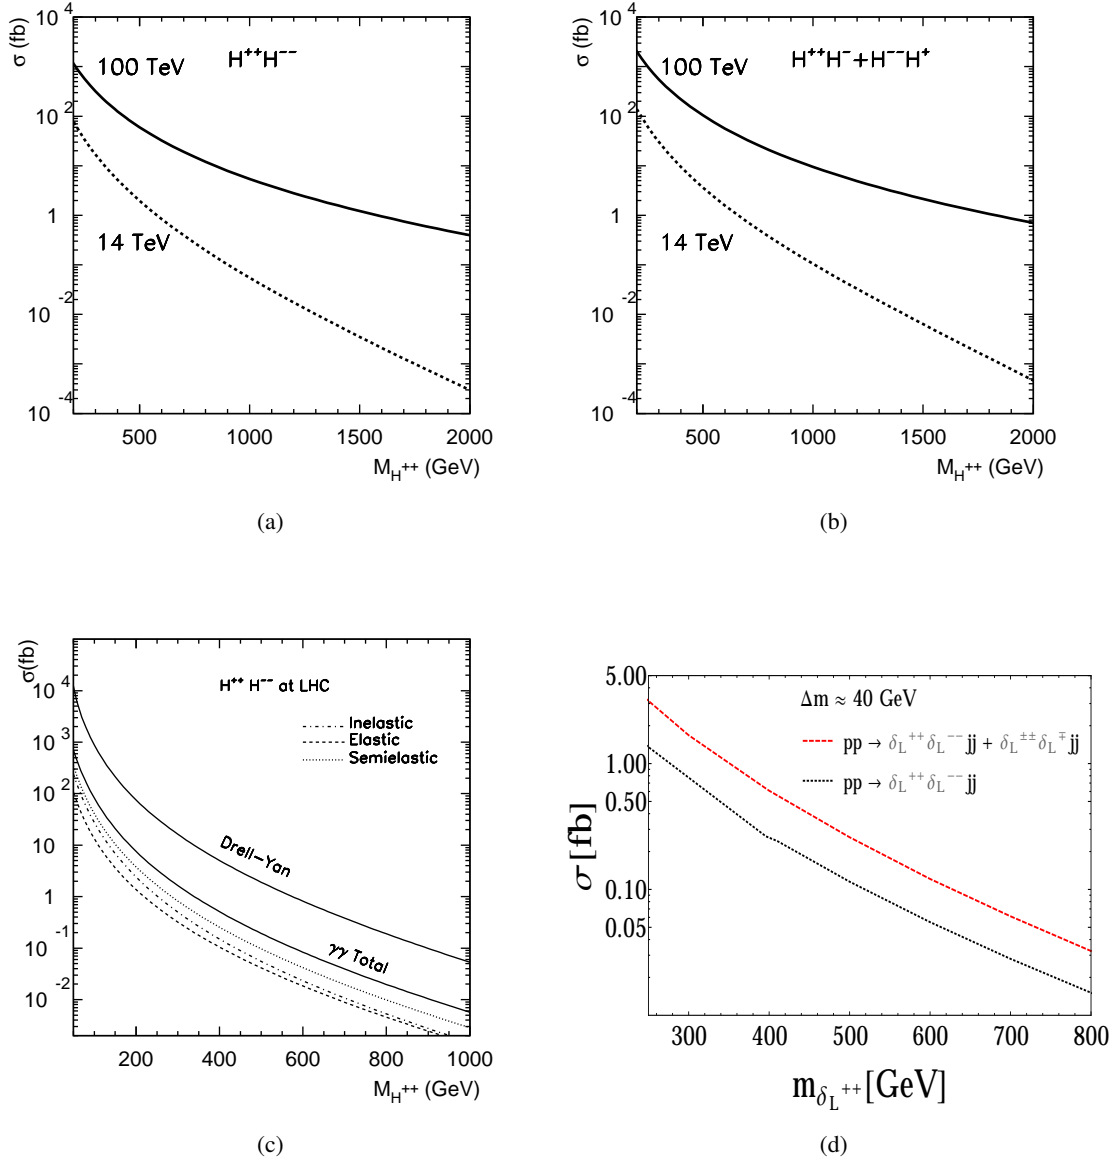 σ (fb)
10^4
10^2
1
10^-2
10^-4
100 TeV
H^++H^--
14 TeV
500 1000 1500 2000
M_H^++ (GeV)
(a)
σ (fb)
10^4
10^2
1
10^-2
10^-4
100 TeV
H^++H^-+H^--H^+
14 TeV
500 1000 1500 2000
M_H^++ (GeV)
(b)
σ(fb)
10^4
10^3
10^2
10
1
10^-1
10^-2
H^++ H^-- at LHC
Inelastic
Elastic
Semielastic
Drell-Yan
γγ Total
200 400 600 800 1000
M_H^++ (GeV)
(c)
σ[fb]
5.00
1.00
0.50
0.10
0.05
Δm ≈ 40 GeV
pp → δ_L^++ δ_L^-- jj + δ_L^±± δ_L^∓ jj
pp → δ_L^++ δ_L^-- jj
300 400 500 600 700 800
m_δ_L^++ [GeV]
(d)